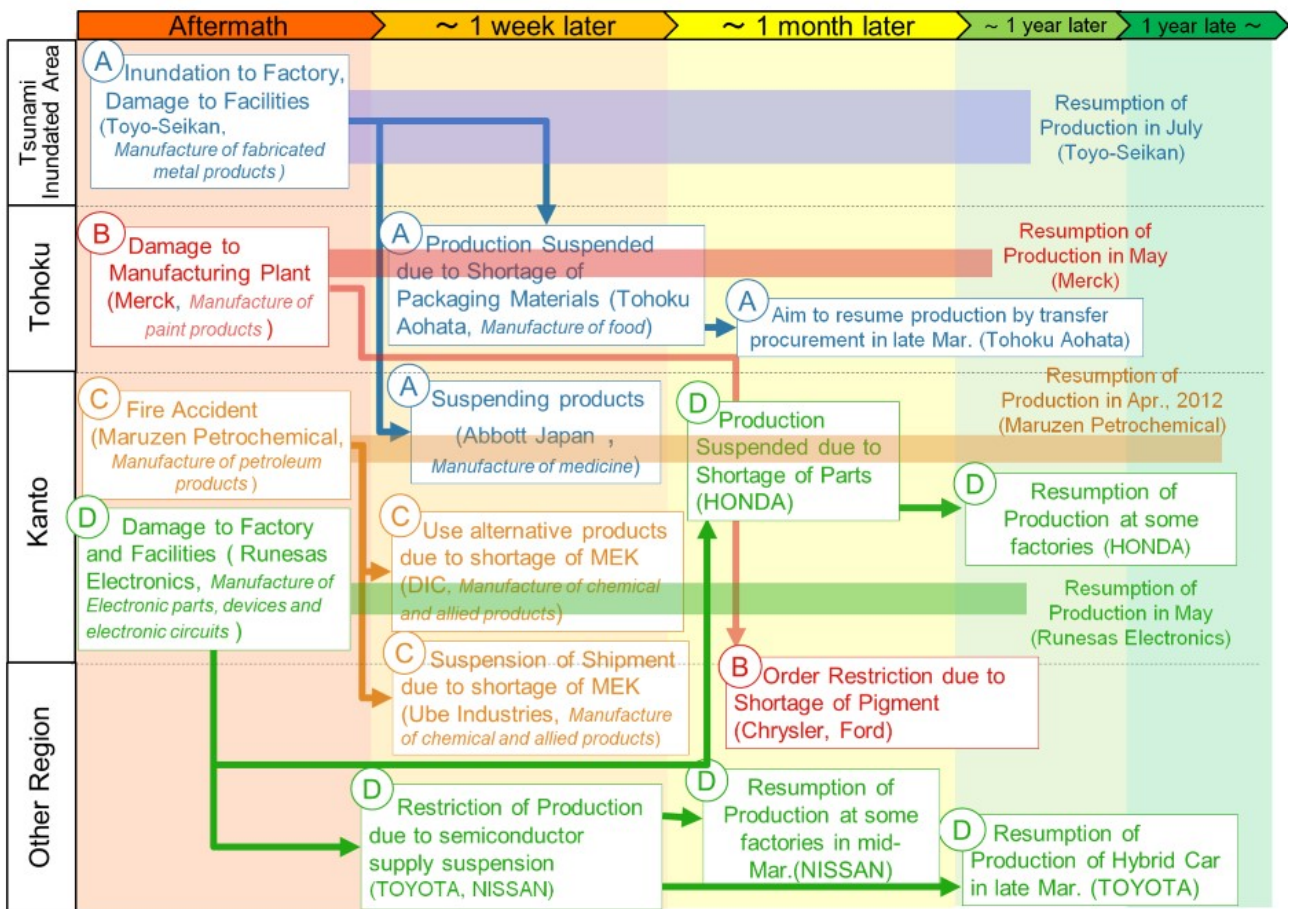 Aftermath
~ 1 week later
~ 1 month later
~ 1 year later
1 year late ~
Tsunami
Inundated Area
A
Inundation to Factory,
Damage to Facilities
(Toyo-Seikan,
Manufacture of fabricated
metal products )
Resumption of
Production in July
(Toyo-Seikan)
Tohoku
B
Damage to
Manufacturing Plant
(Merck, Manufacture of
paint products )
A
Production Suspended
due to Shortage of
Packaging Materials (Tohoku
Aohata, Manufacture of food)
Resumption of
Production in May
(Merck)
A
Aim to resume production by transfer
procurement in late Mar. (Tohoku Aohata)
Kanto
C
Fire Accident
(Maruzen Petrochemical,
Manufacture of petroleum
products )
A
Suspending products
(Abbott Japan ,
Manufacture of medicine)
D
Production
Suspended due to
Shortage of Parts
(HONDA)
Resumption of
Production in Apr., 2012
(Maruzen Petrochemical)
D
Resumption of
Production at some
factories (HONDA)
D
Damage to Factory
and Facilities ( Runesas
Electronics, Manufacture of
Electronic parts, devices and
electronic circuits )
C
Use alternative products
due to shortage of MEK
(DIC, Manufacture of chemical
and allied products)
Resumption of
Production in May
(Runesas Electronics)
Other Region
C
Suspension of Shipment
due to shortage of MEK
(Ube Industries, Manufacture
of chemical and allied products)
B
Order Restriction due to
Shortage of Pigment
(Chrysler, Ford)
D
Restriction of Production
due to semiconductor
supply suspension
(TOYOTA, NISSAN)
D
Resumption of
Production at some
factories in mid-
Mar.(NISSAN)
D
Resumption of
Production of Hybrid Car
in late Mar. (TOYOTA)